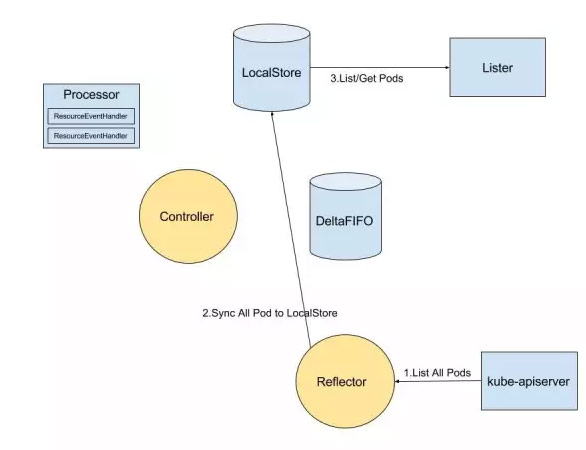 LocalStore
3.List/Get Pods
Lister
Processor
ResourceEventHandler
ResourceEventHandler
Controller
DeltaFIFO
2.Sync All Pod to LocalStore
Reflector
1.List All Pods
kube-apiserver